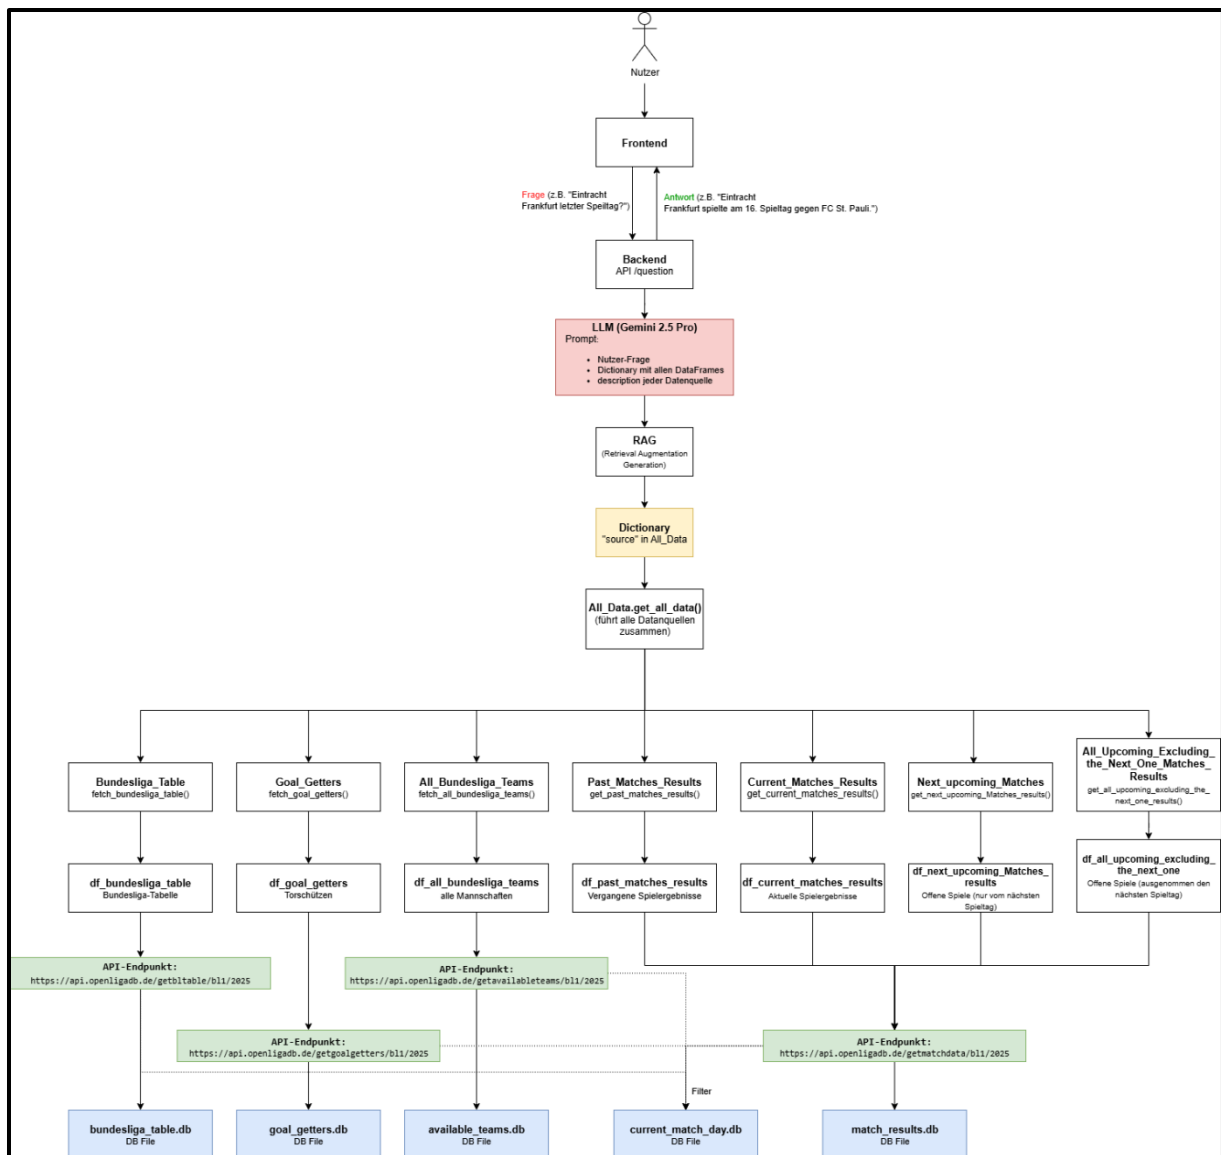 Nutzer
Frontend
Frage (z.B. "Eintracht
Frankfurt letzter Speiltag?")
Antwort (z.B. "Eintracht
Frankfurt spielte am 16. Spieltag gegen FC St. Pauli.")
Backend
API /question
LLM (Gemini 2.5 Pro)
Prompt:
• Nutzer-Frage
• Dictionary mit allen DataFrames
• description jeder Datenquelle
RAG
(Retrieval Augmentation
Generation)
Dictionary
"source" in All_Data
All_Data.get_all_data()
(führt alle Datanquellen
zusammen)
Bundesliga_Table
fetch_bundesliga_table()
Goal_Getters
fetch_goal_getters()
All_Bundesliga_Teams
fetch_all_bundesliga_teams()
Past_Matches_Results
get_past_matches_results()
Current_Matches_Results
get_current_matches_results()
Next_upcoming_Matches
get_next_upcoming_Matches_results()
All_Upcoming_Excluding_
the_Next_One_Matches_
Results
get_all_upcoming_excluding_the_
next_one_results()
df_bundesliga_table
Bundesliga-Tabelle
df_goal_getters
Torschützen
df_all_bundesliga_teams
alle Mannschaften
df_past_matches_results
Vergangene Spielergebnisse
df_current_matches_results
Aktuelle Spielergebnisse
df_next_upcoming_Matches_
results
Offene Spiele (nur vom nächsten
Spieltag)
df_all_upcoming_excluding_
the_next_one
Offene Spiele (ausgenommen den
nächsten Spieltag)
API-Endpunkt:
https://api.openligadb.de/getbltable/bl1/2025
API-Endpunkt:
https://api.openligadb.de/getavailableteams/bl1/2025
API-Endpunkt:
https://api.openligadb.de/getgoalgetters/bl1/2025
API-Endpunkt:
https://api.openligadb.de/getmatchdata/bl1/2025
Filter
bundesliga_table.db
DB File
goal_getters.db
DB File
available_teams.db
DB File
current_match_day.db
DB File
match_results.db
DB File